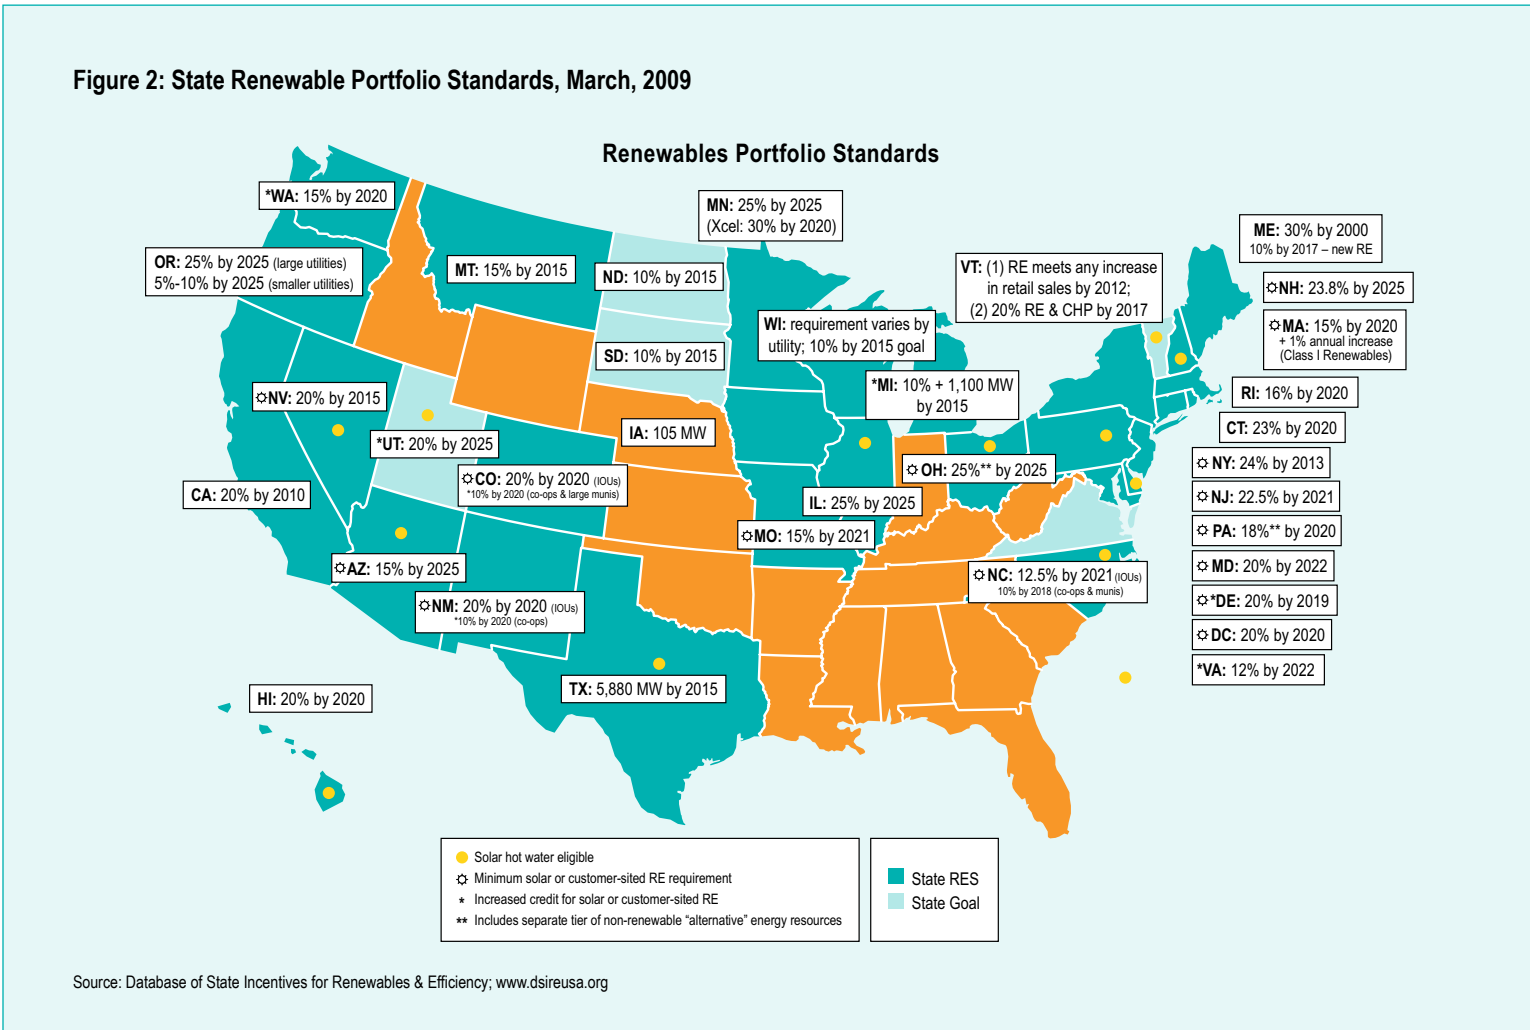 Figure 2: State Renewable Portfolio Standards, March, 2009
Renewables Portfolio Standards
*WA: 15% by 2020
OR: 25% by 2025 (large utilities)
5%-10% by 2025 (smaller utilities)
MT: 15% by 2015
ND: 10% by 2015
SD: 10% by 2015
MN: 25% by 2025
(Xcel: 30% by 2020)
WI: requirement varies by
utility; 10% by 2015 goal
*MI: 10% + 1,100 MW
by 2015
VT: (1) RE meets any increase
in retail sales by 2012;
(2) 20% RE & CHP by 2017
ME: 30% by 2000
10% by 2017 – new RE
☼NH: 23.8% by 2025
☼MA: 15% by 2020
+ 1% annual increase
(Class I Renewables)
RI: 16% by 2020
CT: 23% by 2020
☼NY: 24% by 2013
☼NJ: 22.5% by 2021
☼PA: 18%** by 2020
☼MD: 20% by 2022
☼*DE: 20% by 2019
☼DC: 20% by 2020
*VA: 12% by 2022
☼NV: 20% by 2015
*UT: 20% by 2025
IA: 105 MW
☼CO: 20% by 2020 (IOUs)
*10% by 2020 (co-ops & large munis)
CA: 20% by 2010
☼OH: 25%** by 2025
IL: 25% by 2025
☼MO: 15% by 2021
☼AZ: 15% by 2025
☼NM: 20% by 2020 (IOUs)
*10% by 2020 (co-ops)
☼NC: 12.5% by 2021 (IOUs)
10% by 2018 (co-ops & munis)
TX: 5,880 MW by 2015
HI: 20% by 2020
Solar hot water eligible
☼ Minimum solar or customer-sited RE requirement
* Increased credit for solar or customer-sited RE
** Includes separate tier of non-renewable “alternative” energy resources
State RES
State Goal
Source: Database of State Incentives for Renewables & Efficiency; www.dsireusa.org